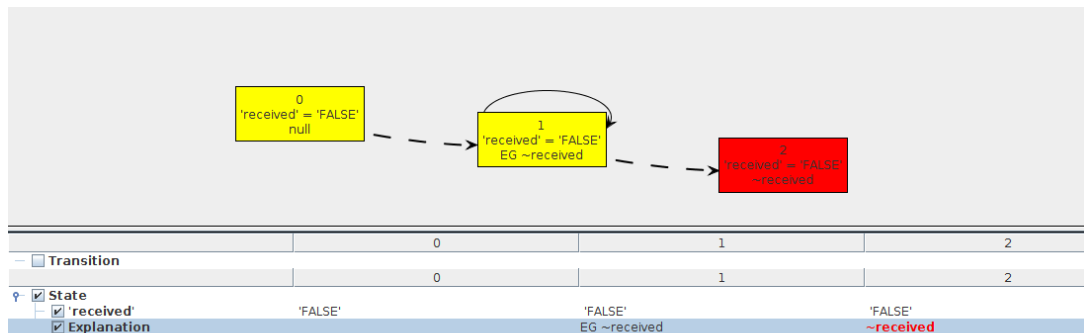 0
'received' = 'FALSE'
null
1
'received' = 'FALSE'
EG ~received
2
'received' = 'FALSE'
~received
0 1 2
Transition
0 1 2
State
'received' 'FALSE' 'FALSE' 'FALSE'
Explanation EG ~received ~received